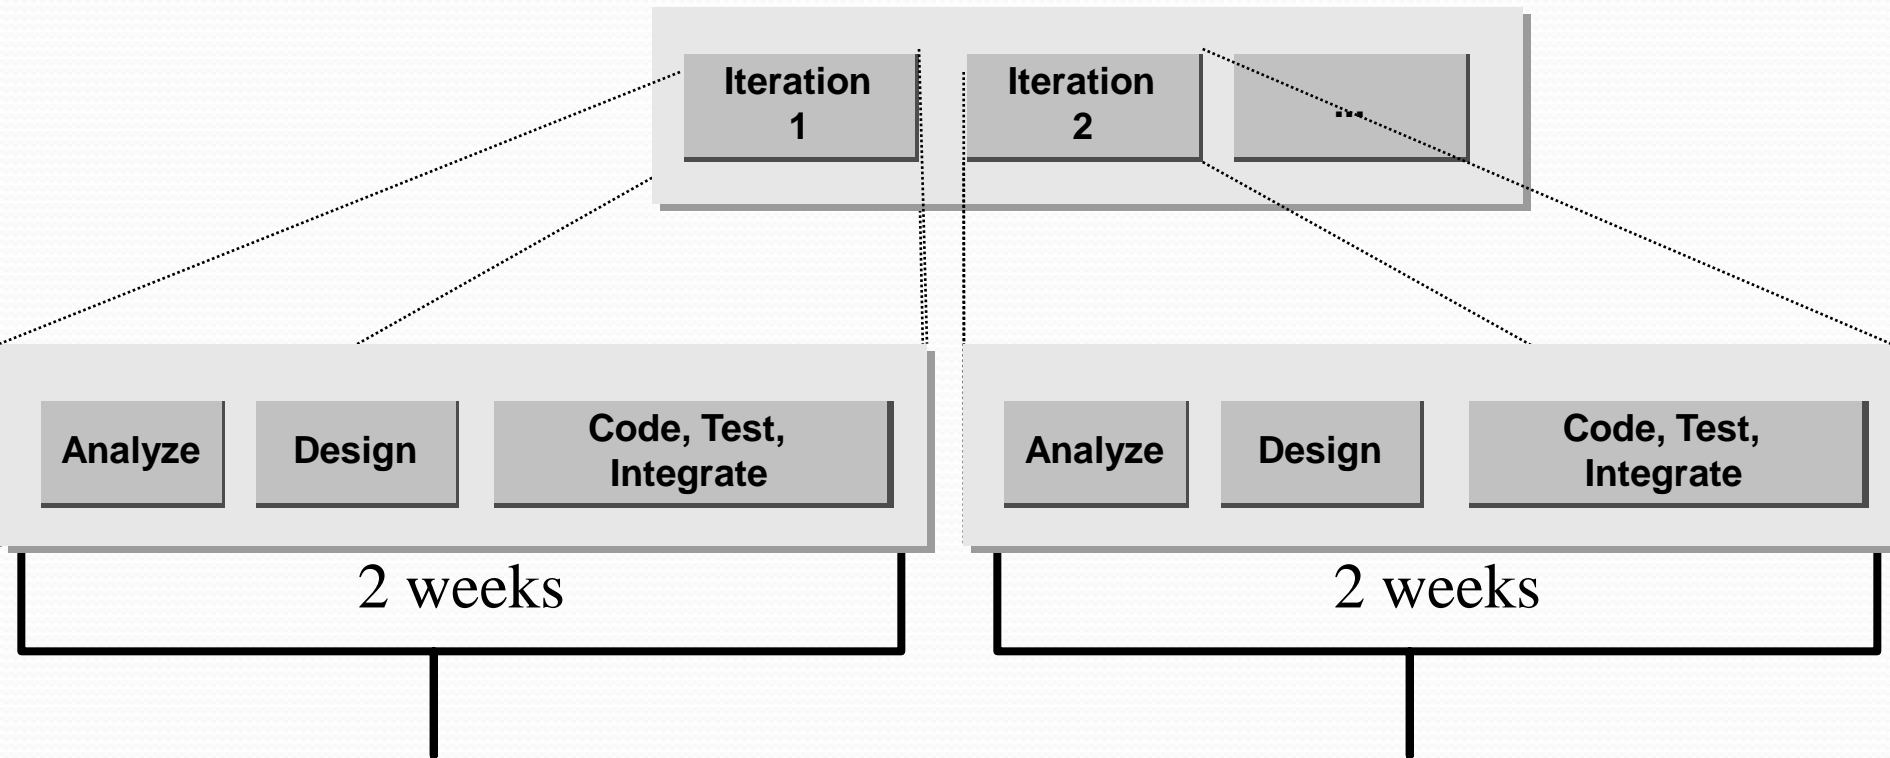 Iteration
1
Iteration
2
...
Analyze
Design
Code, Test,
Integrate
Analyze
Design
Code, Test,
Integrate
2 weeks
2 weeks